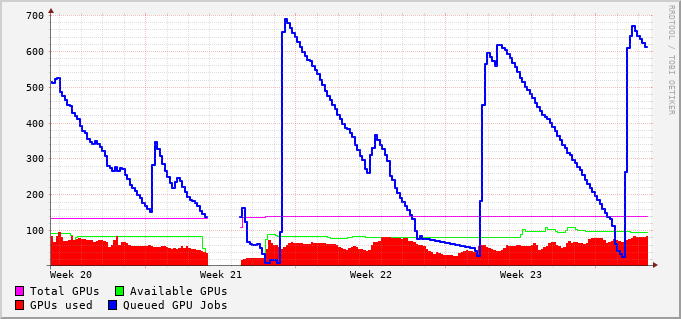 700
600
500
400
300
200
100
Week 20 Week 21 Week 22 Week 23
Total GPUs Available GPUs
GPUs used Queued GPU Jobs
RRDTOOL / TOBI OETIKER